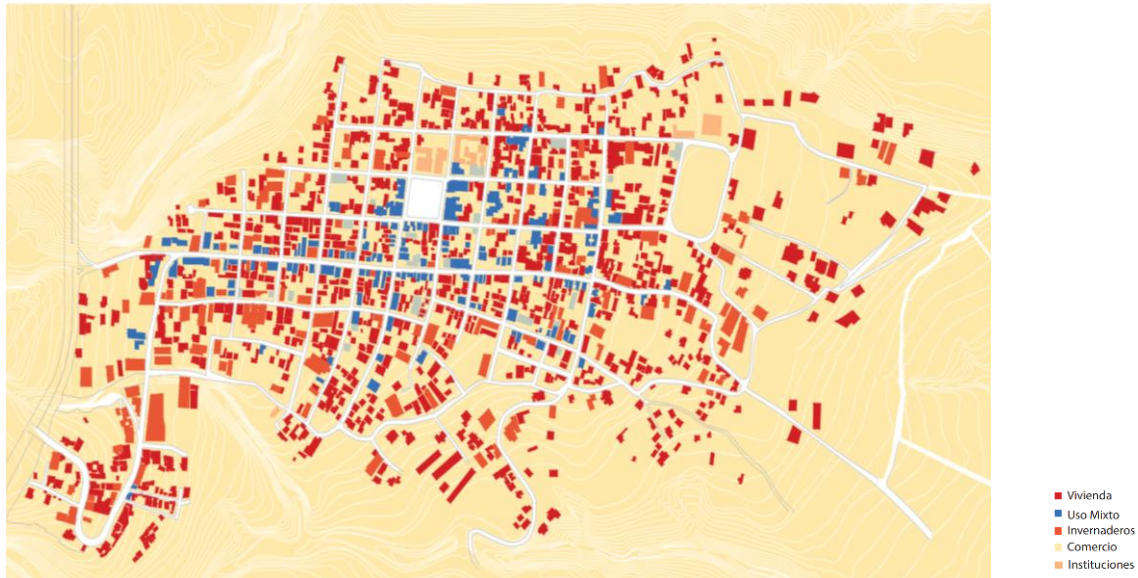 Vivienda
Uso Mixto
Invernaderos
Comercio
Instituciones